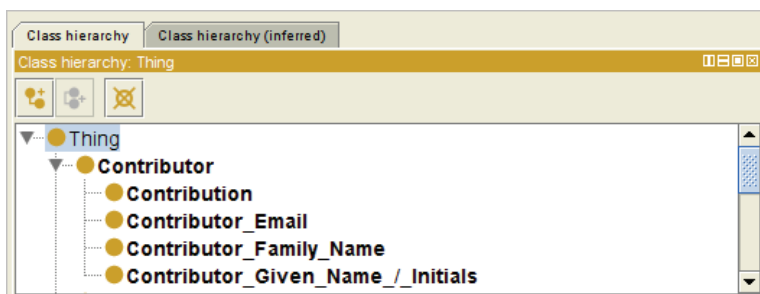 Class hierarchy Class hierarchy (inferred)
Class hierarchy: Thing
Thing
Contributor
Contribution
Contributor_Email
Contributor_Family_Name
Contributor_Given_Name_/_Initials